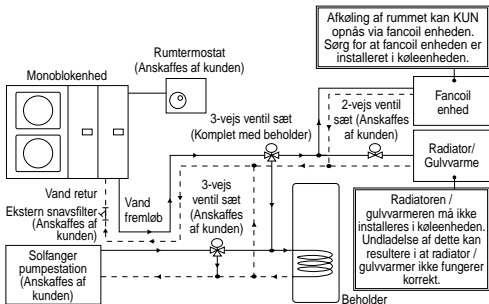 Afkøling af rummet kan KUN
opnås via fancoil enheden.
Sørg for at fancoil enheden er
installeret i køleenheden.
Rumtermostat
(Anskaffes af kunden)
Monoblokenhed
3-vejs ventil sæt
(Komplet med beholder)
2-vejs ventil
sæt (Anskaffes
af kunden)
Fancoil
enhed
Radiator/
Gulvvarme
Vand retur
Ekstern snavsfilter
(Anskaffes af
kunden)
Vand
fremløb
3-vejs
ventil sæt
(Anskaffes
af kunden)
Radiatoren /
gulvvarmeren må ikke
installeres i køleenheden.
Undladelse af dette kan
resultere i at radiator /
gulvvarmer ikke fungerer
korrekt.
Solfanger
pumpestation
(Anskaffes af
kunden)
Beholder